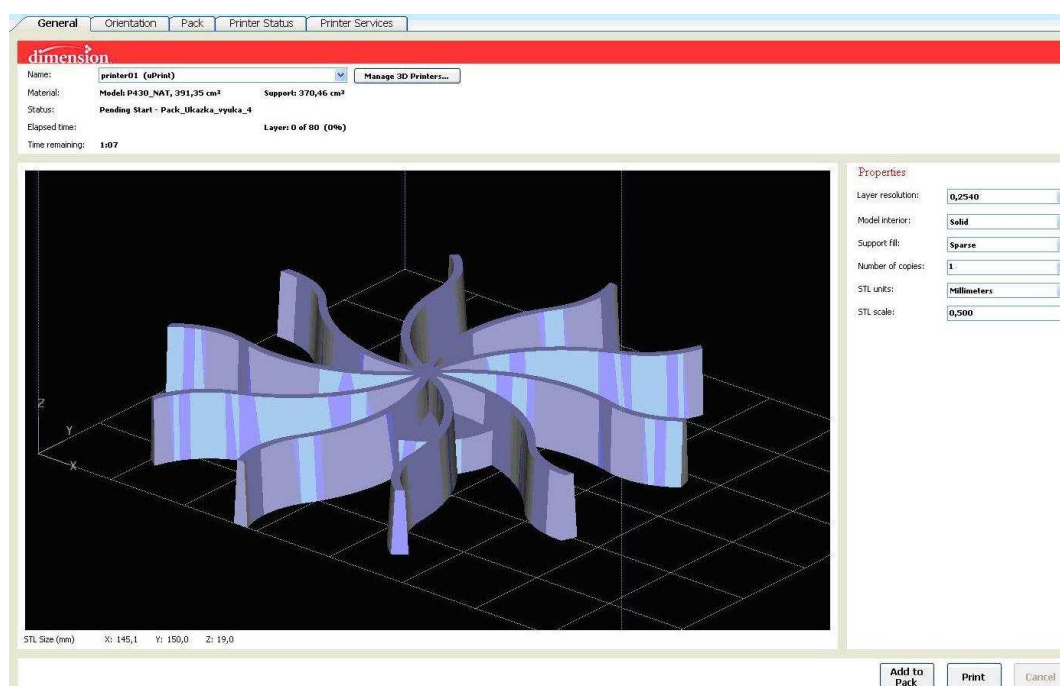 General Orientation Pack Printer Status Printer Services
dimension
Name: printer01 (uPrint) Manage 3D Printers...
Material: Model: P430_NAT, 391,35 cm³ Support: 370,46 cm³
Status: Pending Start - Pack_Ukazka_vyuka_4
Elapsed time: Layer: 0 of 80 (0%)
Time remaining: 1:07
Properties
Layer resolution: 0,2540
Model interior: Solid
Support fill: Sparse
Number of copies: 1
STL units: Millimeters
STL scale: 0,500
Z
Y
X
STL Size (mm) X: 145,1 Y: 150,0 Z: 19,0
Add to Pack Print Cancel